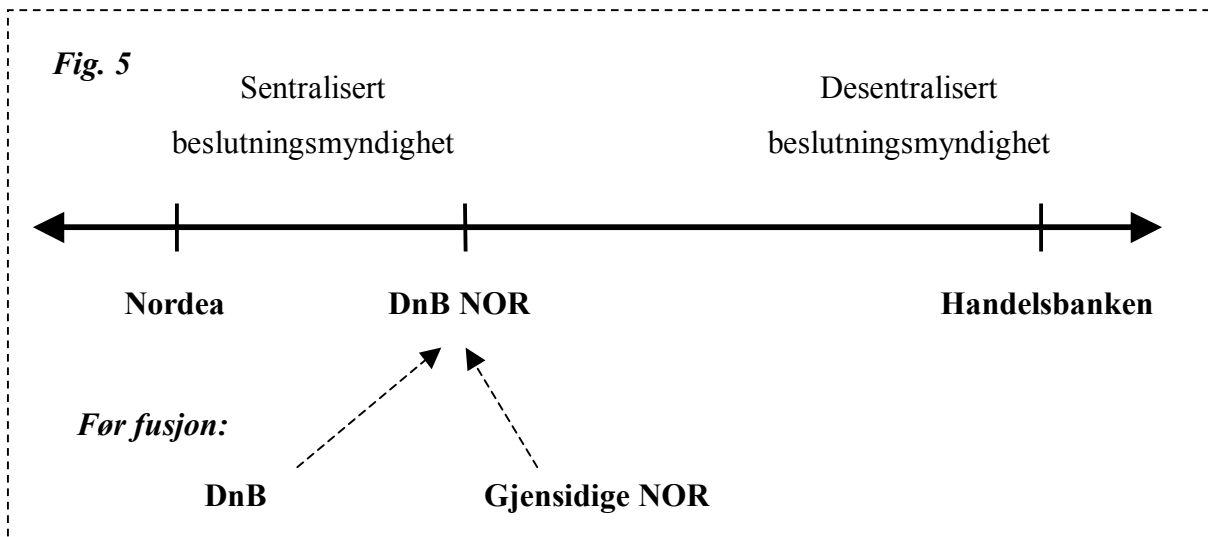 Fig. 5
Sentralisert
beslutningsmyndighet
Desentralisert
beslutningsmyndighet
Nordea
DnB NOR
Handelsbanken
Før fusjon:
DnB
Gjensidige NOR